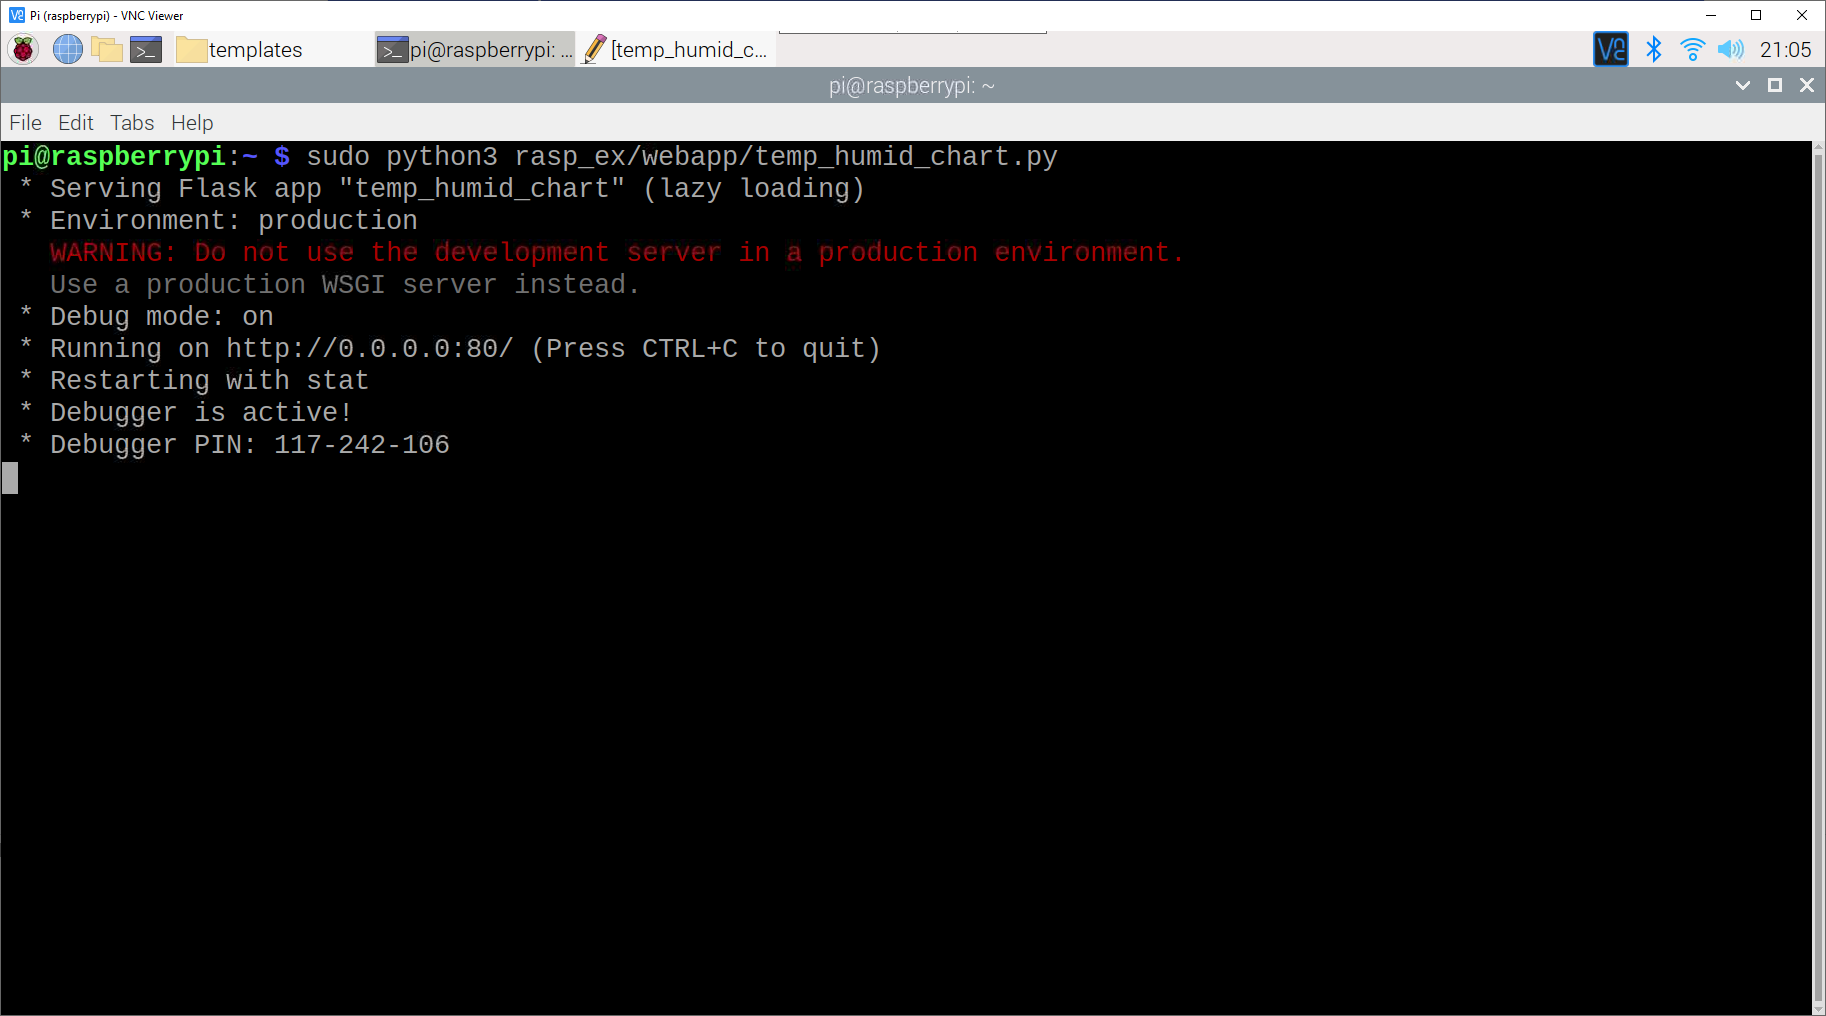 Pi (raspberrypi) - VNC Viewer
templates
pi@raspberrypi: ...
[temp_humid_c...
21:05
pi@raspberrypi: ~
File Edit Tabs Help
pi@raspberrypi:~ $ sudo python3 rasp_ex/webapp/temp_humid_chart.py
* Serving Flask app "temp_humid_chart" (lazy loading)
* Environment: production
WARNING: Do not use the development server in a production environment.
Use a production WSGI server instead.
* Debug mode: on
* Running on http://0.0.0.0:80/ (Press CTRL+C to quit)
* Restarting with stat
* Debugger is active!
* Debugger PIN: 117-242-106